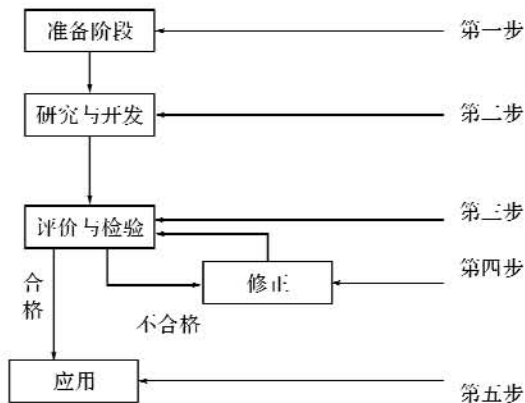 准备阶段
第一步
研究与开发
第二步
评价与检验
第三步
合格
修正
第四步
不合格
应用
第五步